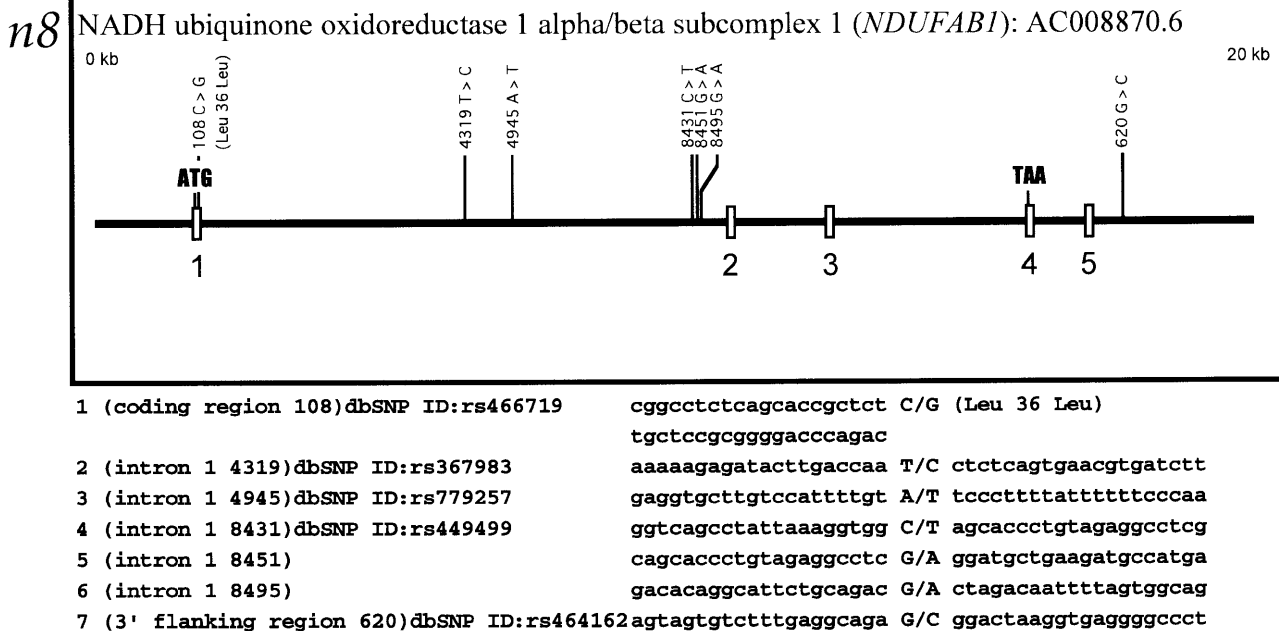 n8 NADH ubiquinone oxidoreductase 1 alpha/beta subcomplex 1 (NDUFAB1): AC008870.6
0 kb
20 kb
108 C > G
(Leu 36 Leu)
4319 T > C
4945 A > T
8431 C > T
8451 G > A
8495 G > A
620 G > C
ATG
TAA
1 2 3 4 5
1 (coding region 108)dbSNP ID:rs466719 cggcctctcagcaccgctct C/G (Leu 36 Leu)
tgctccgcggggacccagac
2 (intron 1 4319)dbSNP ID:rs367983 aaaaagagatacttgaccaa T/C ctctcagtgaacgtgatctt
3 (intron 1 4945)dbSNP ID:rs779257 gaggtgcttgtccattttgt A/T tcccttttattttttcccaa
4 (intron 1 8431)dbSNP ID:rs449499 ggtcagcctattaaaggtgg C/T agcaccctgtagaggcctcg
5 (intron 1 8451) cagcaccctgtagaggcctc G/A ggatgctgaagatgccatga
6 (intron 1 8495) gacacaggcattctgcagac G/A ctagacaattttagtggcag
7 (3' flanking region 620)dbSNP ID:rs464162 agtagtgtctttgaggcaga G/C ggactaaggtgaggggccct